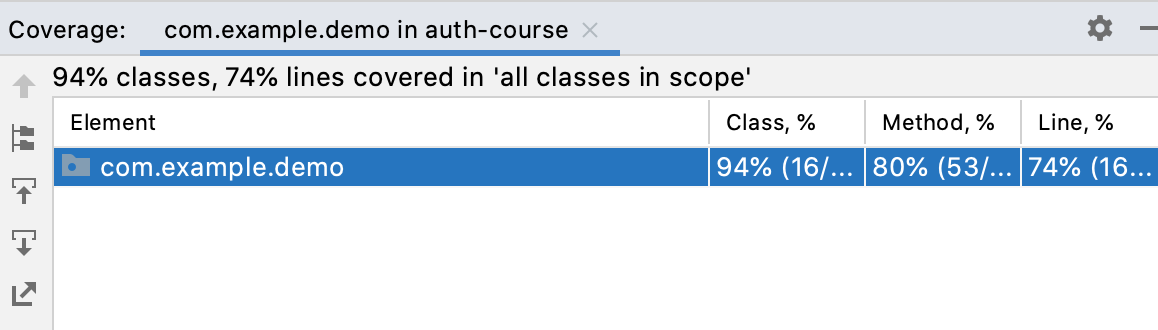 Coverage: com.example.demo in auth-course
94% classes, 74% lines covered in 'all classes in scope'
Element Class, % Method, % Line, %
com.example.demo 94% (16/... 80% (53/... 74% (16...